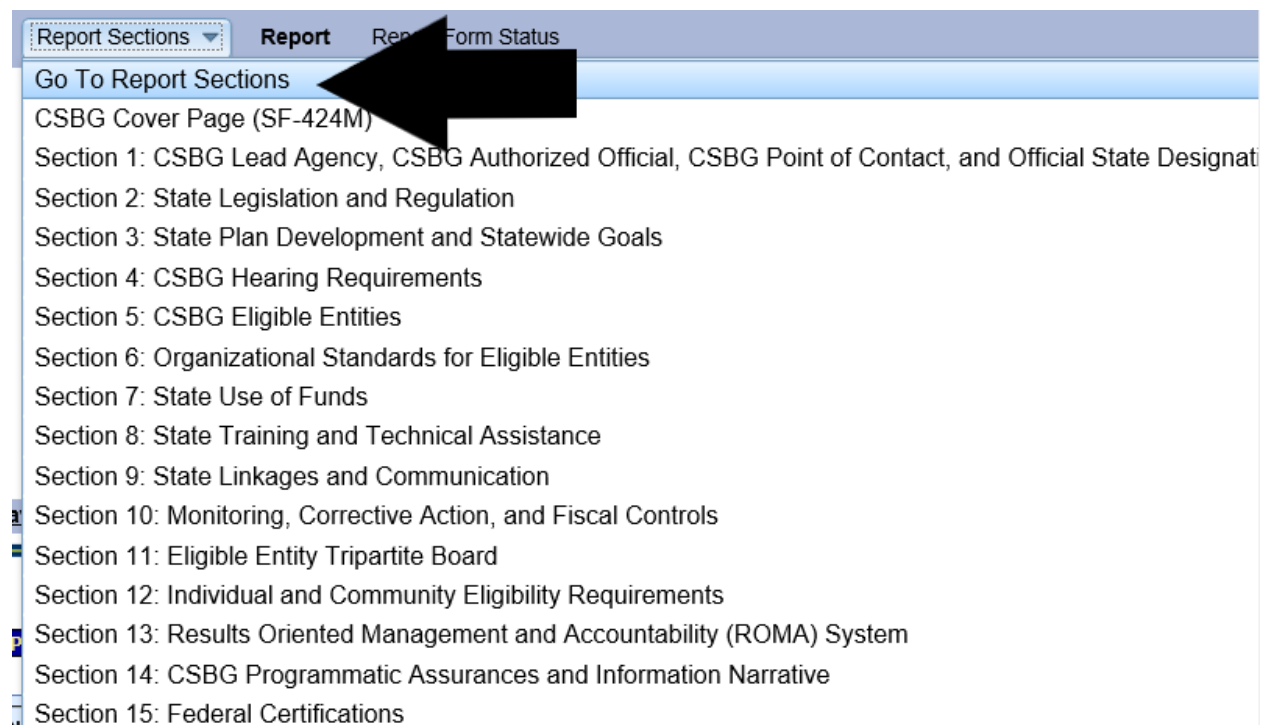 Report Sections Report Form Status
Go To Report Sections
CSBG Cover Page (SF-424M)
Section 1: CSBG Lead Agency, CSBG Authorized Official, CSBG Point of Contact, and Official State Designati
Section 2: State Legislation and Regulation
Section 3: State Plan Development and Statewide Goals
Section 4: CSBG Hearing Requirements
Section 5: CSBG Eligible Entities
Section 6: Organizational Standards for Eligible Entities
Section 7: State Use of Funds
Section 8: State Training and Technical Assistance
Section 9: State Linkages and Communication
Section 10: Monitoring, Corrective Action, and Fiscal Controls
Section 11: Eligible Entity Tripartite Board
Section 12: Individual and Community Eligibility Requirements
Section 13: Results Oriented Management and Accountability (ROMA) System
Section 14: CSBG Programmatic Assurances and Information Narrative
Section 15: Federal Certifications